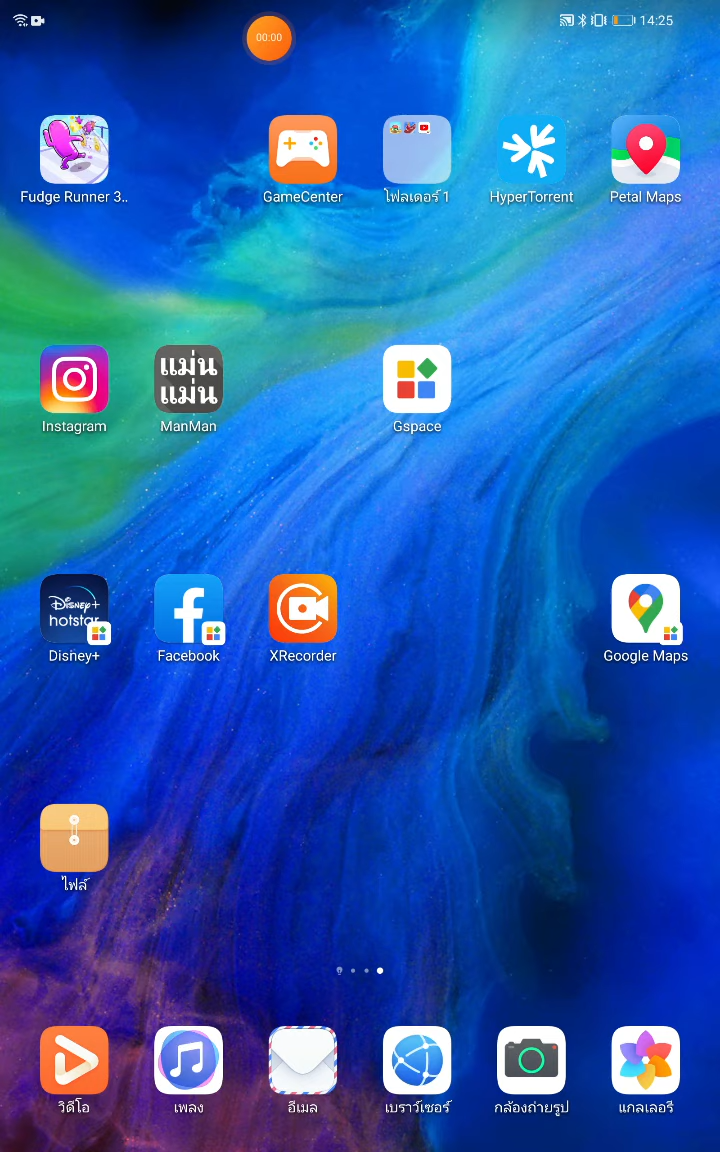 00:00
14:25
Fudge Runner 3..
GameCenter
โฟลเดอร์ 1
HyperTorrent
Petal Maps
แม่น
แม่น
Instagram
ManMan
Gspace
Disney+
hotstar
Disney+
Facebook
XRecorder
Google Maps
ไฟล์
วิดีโอ
เพลง
อีเมล
เบราว์เซอร์
กล้องถ่ายรูป
แกลเลอรี